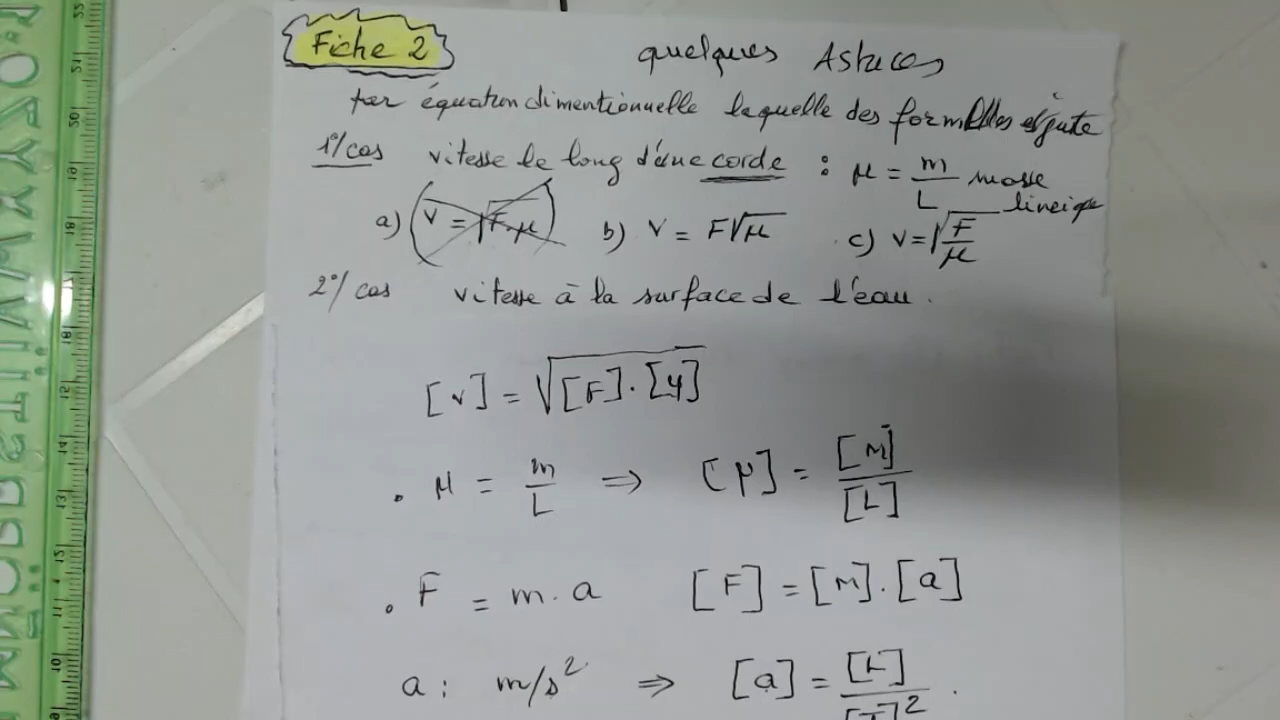 Fiche 2
quelques Astuces
par équation dimentionnelle laquelle des formules est juste
1°/ cas vitesse le long d'une corde : μ = m/L masse linéique
a) (v = √F.μ) b) v = F√μ c) v = √F/μ
2°/ cas vitesse à la surface de l'eau .
[v] = √[F].[μ]
. μ = m/L ⇒ [μ] = [M]/[L]
. F = m . a [F] = [M].[a]
a : m/s² ⇒ [a] = [L]/[T]² .